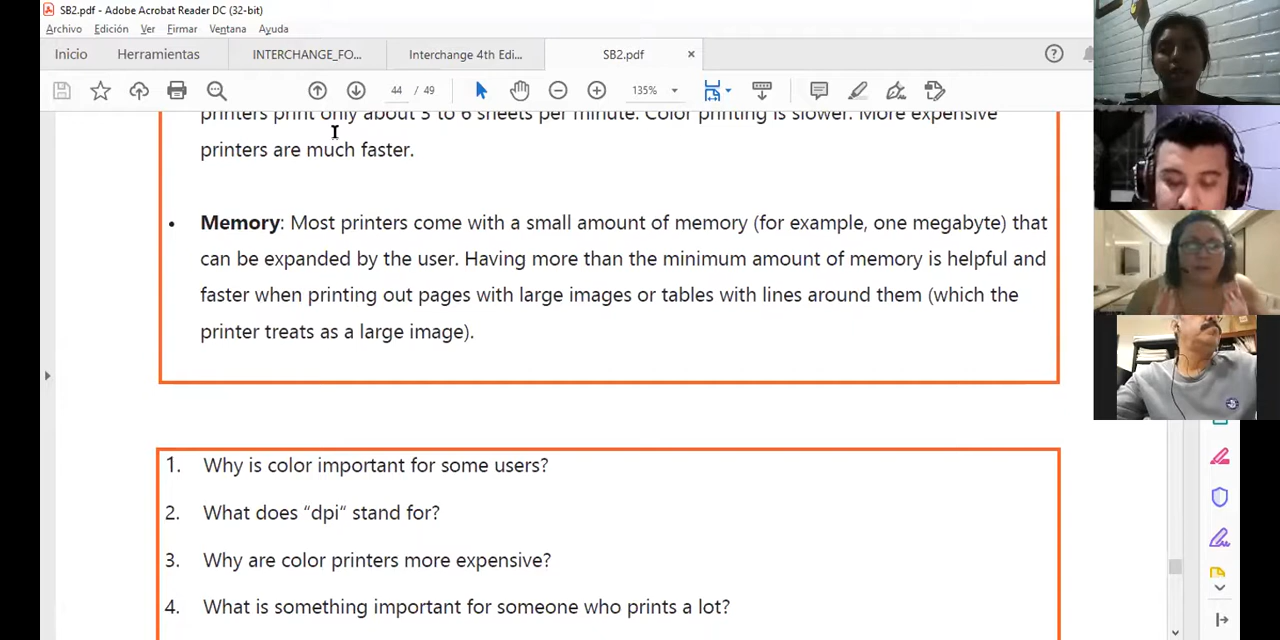 SB2.pdf - Adobe Acrobat Reader DC (32-bit)
Archivo Edición Ver Firmar Ventana Ayuda
Inicio Herramientas INTERCHANGE_FO... Interchange 4th Edi... SB2.pdf ×
44 / 49 135%
printers print only about 5 to 6 sheets per minute. Color printing is slower. More expensive
printers are much faster.
• Memory: Most printers come with a small amount of memory (for example, one megabyte) that
can be expanded by the user. Having more than the minimum amount of memory is helpful and
faster when printing out pages with large images or tables with lines around them (which the
printer treats as a large image).
1. Why is color important for some users?
2. What does “dpi“ stand for?
3. Why are color printers more expensive?
4. What is something important for someone who prints a lot?